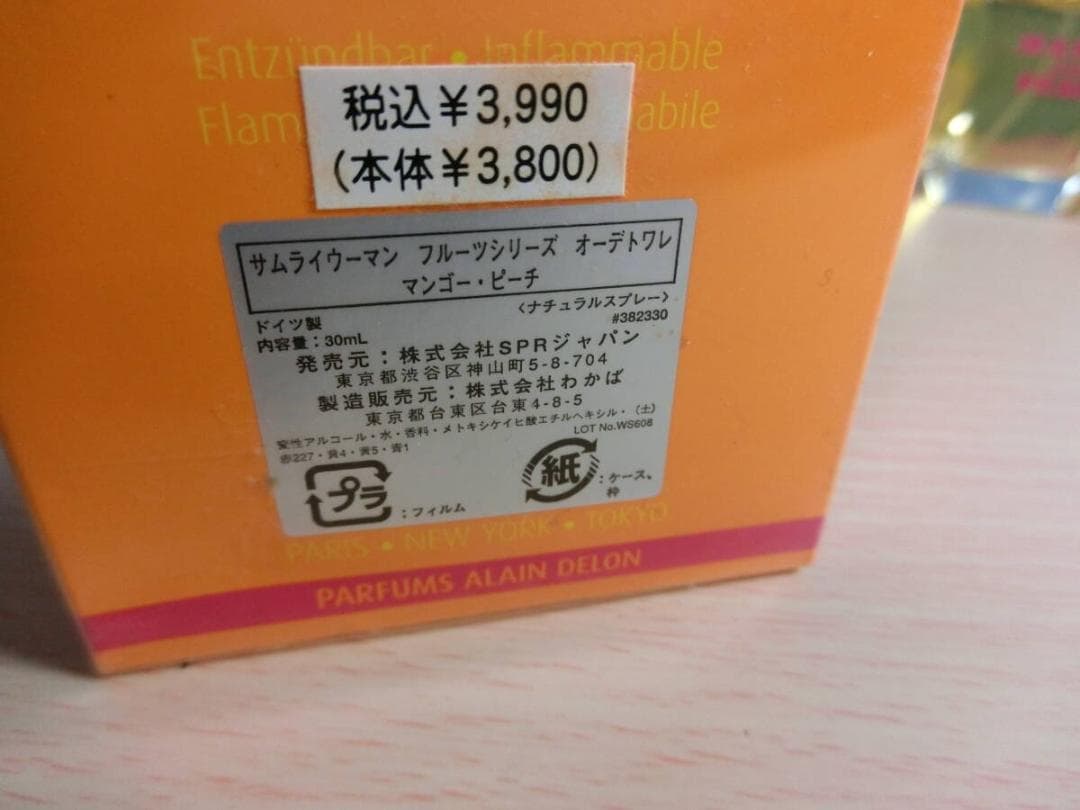 Entzündbar • Inflammable
Flam mabile
税込¥3,990
(本体¥3,800)
サムライウーマン フルーツシリーズ オーデトワレ
マンゴー・ピーチ
〈ナチュラルスプレー〉
ドイツ製 #382330
内容量:30mL
発売元:株式会社SPRジャパン
東京都渋谷区神山町5-8-704
製造販売元:株式会社わかば
東京都台東区台東4-8-5
変性アルコール・水・香料・メトキシケイヒ酸エチルヘキシル・(土)
赤227・黄4・黄5・青1 LOT No.WS608
プラ :フィルム
紙 :ケース、
枠
PARIS • NEW YORK • TOKYO
PARFUMS ALAIN DELON